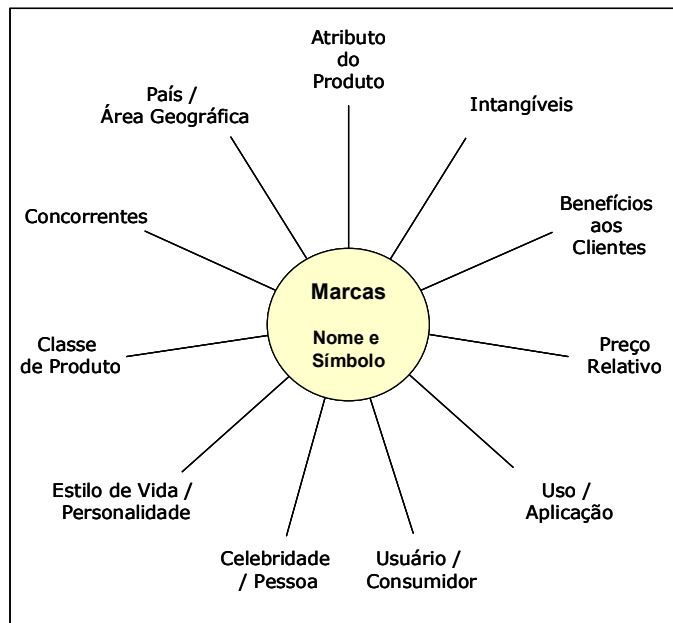 Atributo
do
Produto
Intangíveis
Benefícios
aos
Clientes
Preço
Relativo
Uso /
Aplicação
Usuário /
Consumidor
Celebridade
/ Pessoa
Estilo de Vida /
Personalidade
Classe
de Produto
Concorrentes
País /
Área Geográfica
Marcas
Nome e
Símbolo